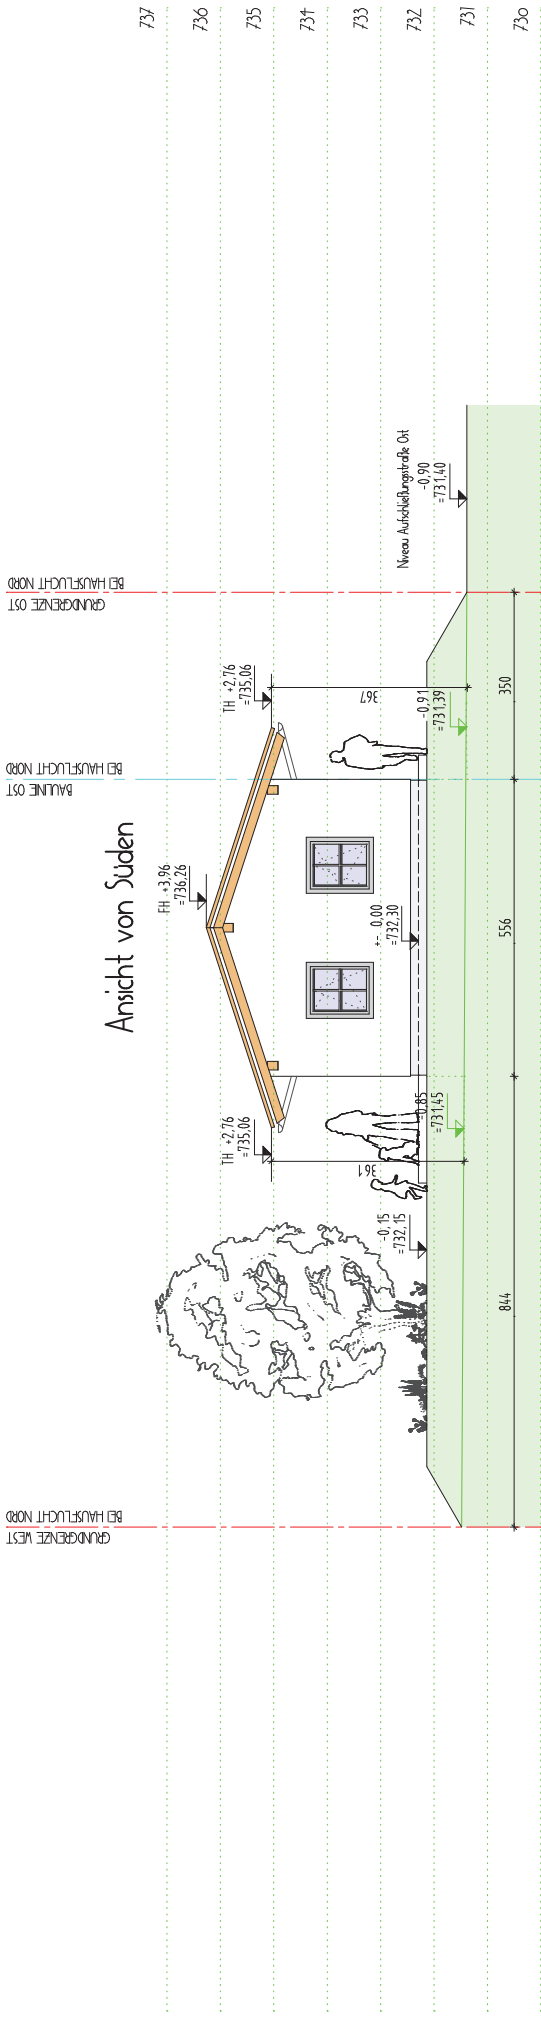 737
736
735
734
733
732
731
730
Ansicht von Süden
GRUNDGRENZE WEST
BEI HAUSFLUCHT NORD
BAULINIE OST
BEI HAUSFLUCHT NORD
GRUNDGRENZE OST
BEI HAUSFLUCHT NORD
TH +2,76
=735,06
FH +3,96
=736,26
TH +2,76
=735,06
361
367
-0,15
=732,15
-0,85
=731,45
+- 0,00
=732,30
-0,91
=731,39
Niveau Aufschließungsstraße Ost
-0,90
=731,40
844
556
350